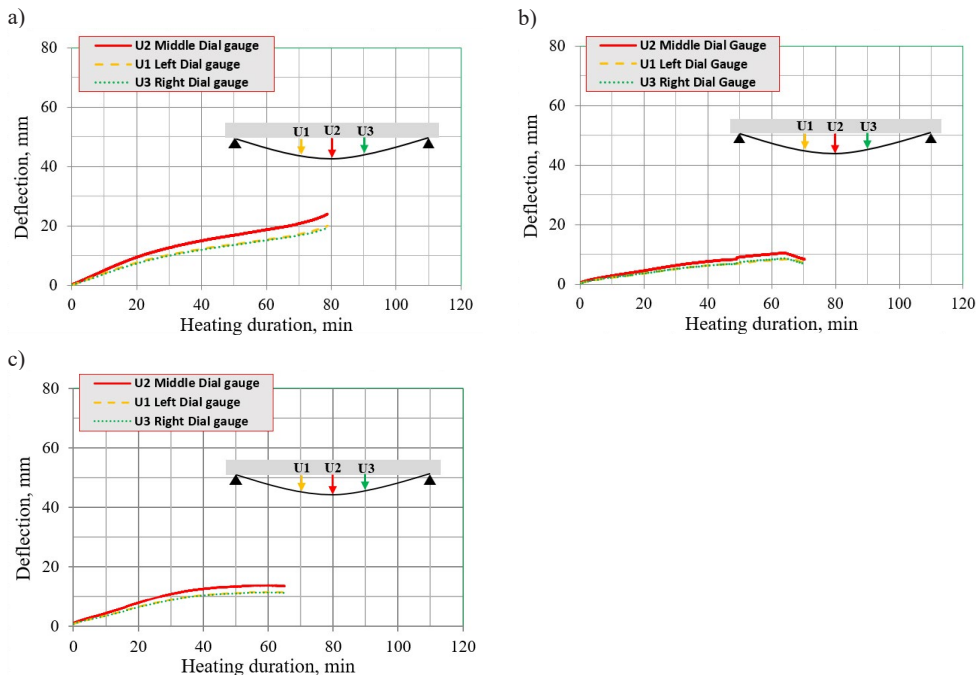 a)
U2 Middle Dial gauge
U1 Left Dial gauge
U3 Right Dial gauge
80
60
40
20
0
Deflection, mm
U1 U2 U3
0 20 40 60 80 100 120
Heating duration, min
b)
U2 Middle Dial Gauge
U1 Left Dial Gauge
U3 Right Dial Gauge
80
60
40
20
0
Deflection, mm
U1 U2 U3
0 20 40 60 80 100 120
Heating duration, min
c)
U2 Middle Dial gauge
U1 Left Dial gauge
U3 Right Dial gauge
80
60
40
20
0
Deflection, mm
U1 U2 U3
0 20 40 60 80 100 120
Heating duration, min